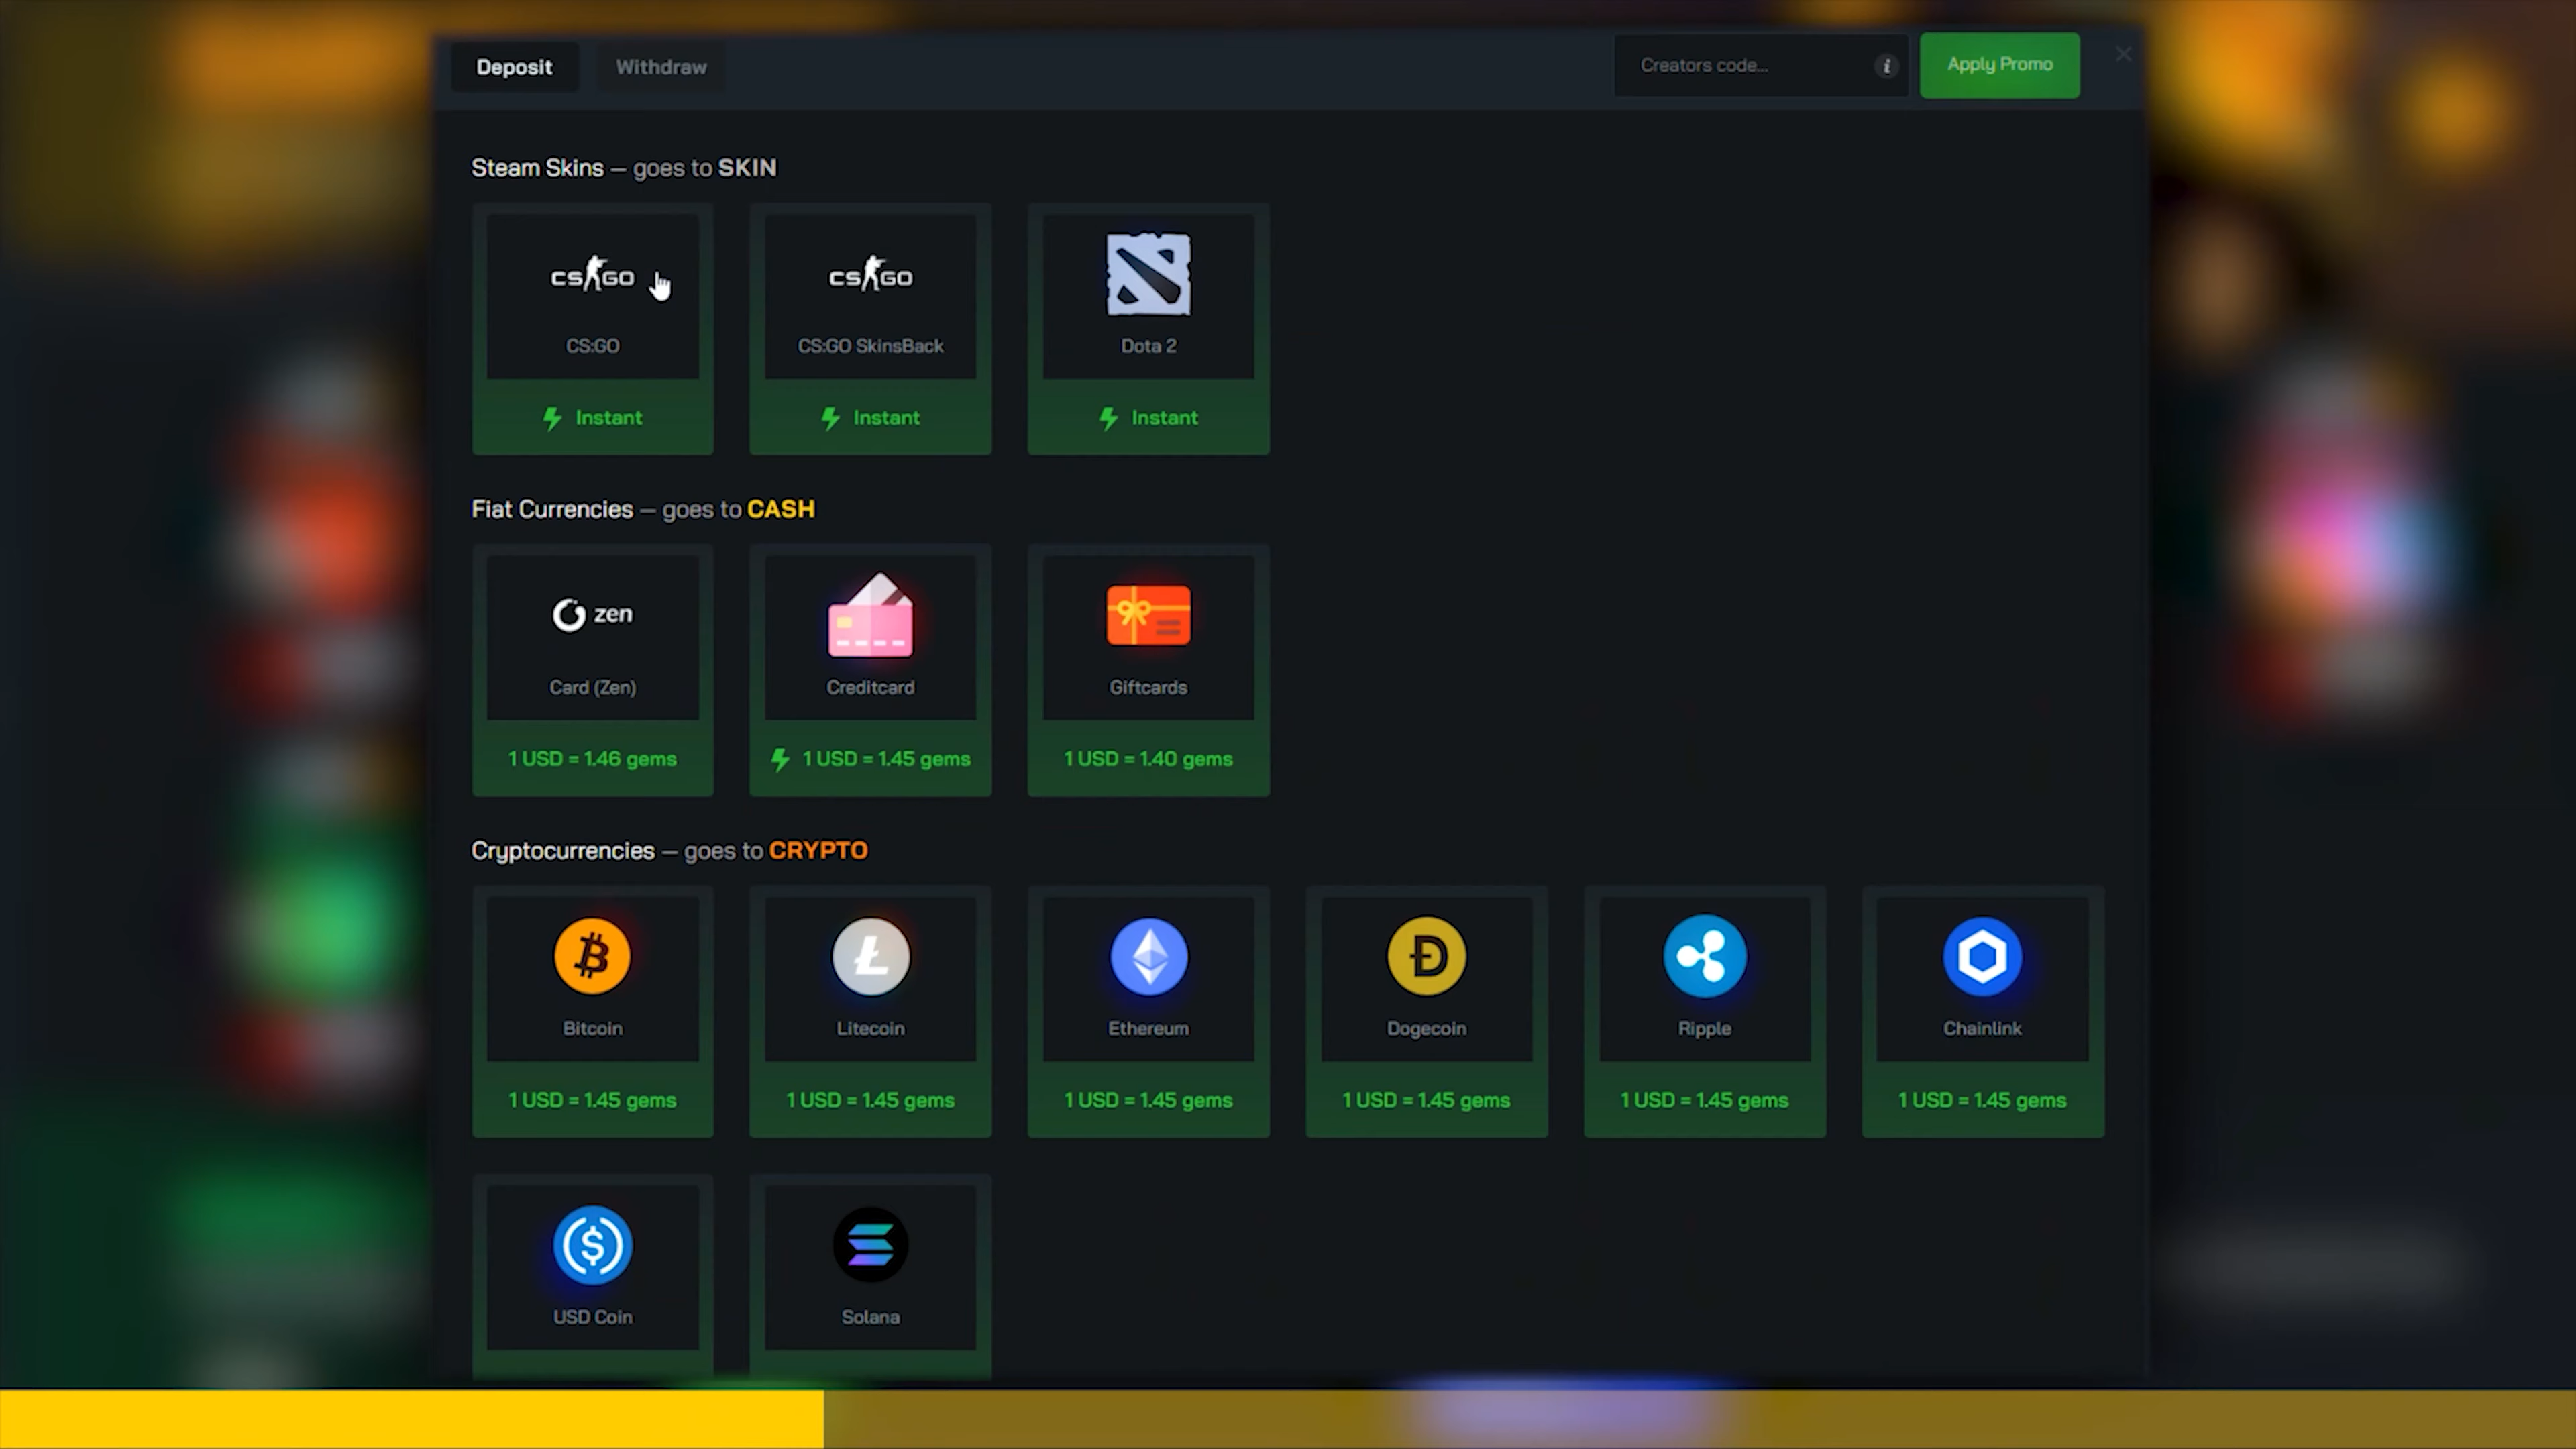 Deposit
Withdraw
Creators code...
i
Apply Promo
Steam Skins — goes to SKIN
CS GO
CS GO
CS:GO
CS:GO SkinsBack
Dota 2
Instant
Instant
Instant
Fiat Currencies — goes to CASH
zen
Card (Zen)
Creditcard
Giftcards
1 USD = 1.46 gems
1 USD = 1.45 gems
1 USD = 1.40 gems
Cryptocurrencies — goes to CRYPTO
Bitcoin
Litecoin
Ethereum
Dogecoin
Ripple
Chainlink
1 USD = 1.45 gems
1 USD = 1.45 gems
1 USD = 1.45 gems
1 USD = 1.45 gems
1 USD = 1.45 gems
1 USD = 1.45 gems
USD Coin
Solana